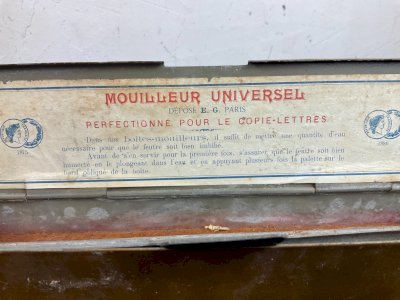 MOUILLEUR UNIVERSEL
DÉPOSÉ E. G. PARIS
PERFECTIONNÉ POUR LE COPIE-LETTRES
Dans nos boîtes-mouilleurs, il suffit de mettre une quantité d'eau
nécessaire pour que le feutre soit bien imbibé.
Avant de s'en servir pour la première fois, s'assurer que le feutre soit bien
humecté en le plongeant dans l'eau et en appuyant plusieurs fois la palette sur le
bord oblique de la boîte.